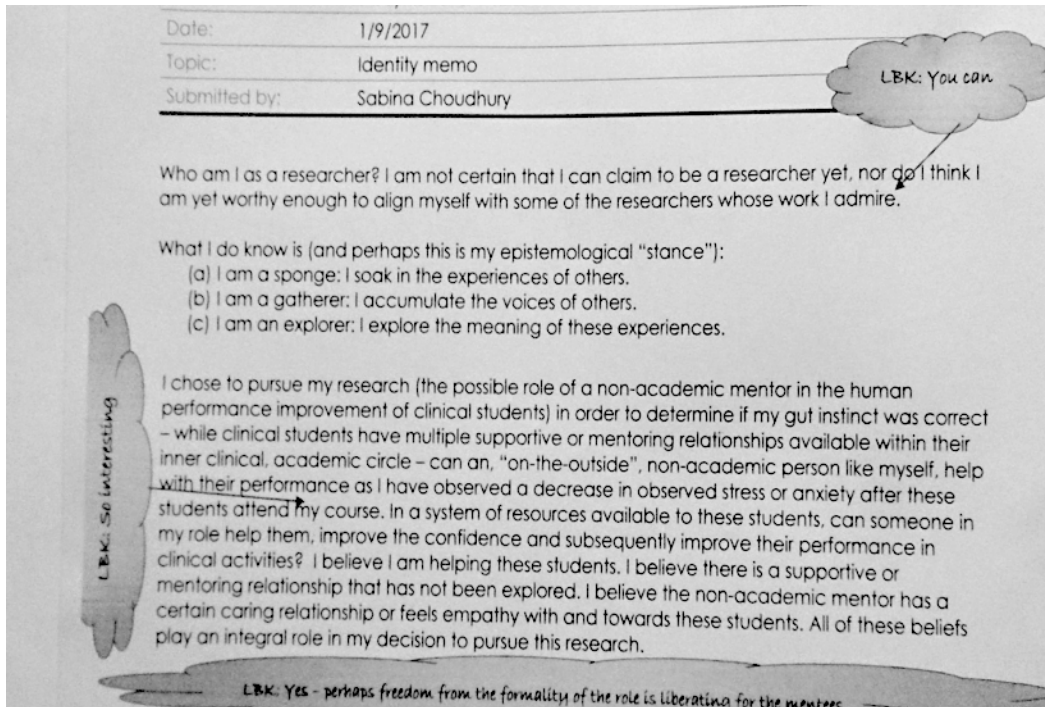 Date: 1/9/2017
Topic: Identity memo
Submitted by: Sabina Choudhury
LBK: You can
Who am I as a researcher? I am not certain that I can claim to be a researcher yet, nor do I think I
am yet worthy enough to align myself with some of the researchers whose work I admire.
What I do know is (and perhaps this is my epistemological “stance”):
(a) I am a sponge: I soak in the experiences of others.
(b) I am a gatherer: I accumulate the voices of others.
(c) I am an explorer: I explore the meaning of these experiences.
LBK: So interesting
I chose to pursue my research (the possible role of a non-academic mentor in the human
performance improvement of clinical students) in order to determine if my gut instinct was correct
– while clinical students have multiple supportive or mentoring relationships available within their
inner clinical, academic circle – can an, “on-the-outside”, non-academic person like myself, help
with their performance as I have observed a decrease in observed stress or anxiety after these
students attend my course. In a system of resources available to these students, can someone in
my role help them, improve the confidence and subsequently improve their performance in
clinical activities? I believe I am helping these students. I believe there is a supportive or
mentoring relationship that has not been explored. I believe the non-academic mentor has a
certain caring relationship or feels empathy with and towards these students. All of these beliefs
play an integral role in my decision to pursue this research.
LBK: Yes - perhaps freedom from the formality of the role is liberating for the mentees